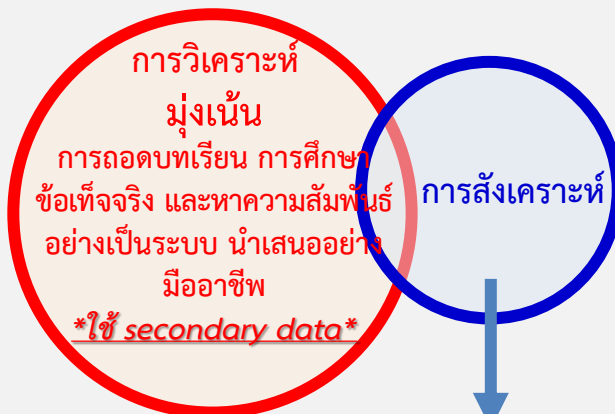 การวิเคราะห์
มุ่งเน้น
การถอดบทเรียน การศึกษา
ข้อเท็จจริง และหาความสัมพันธ์
อย่างเป็นระบบ นำเสนออย่าง
มืออาชีพ
*ใช้ secondary data*
การสังเคราะห์